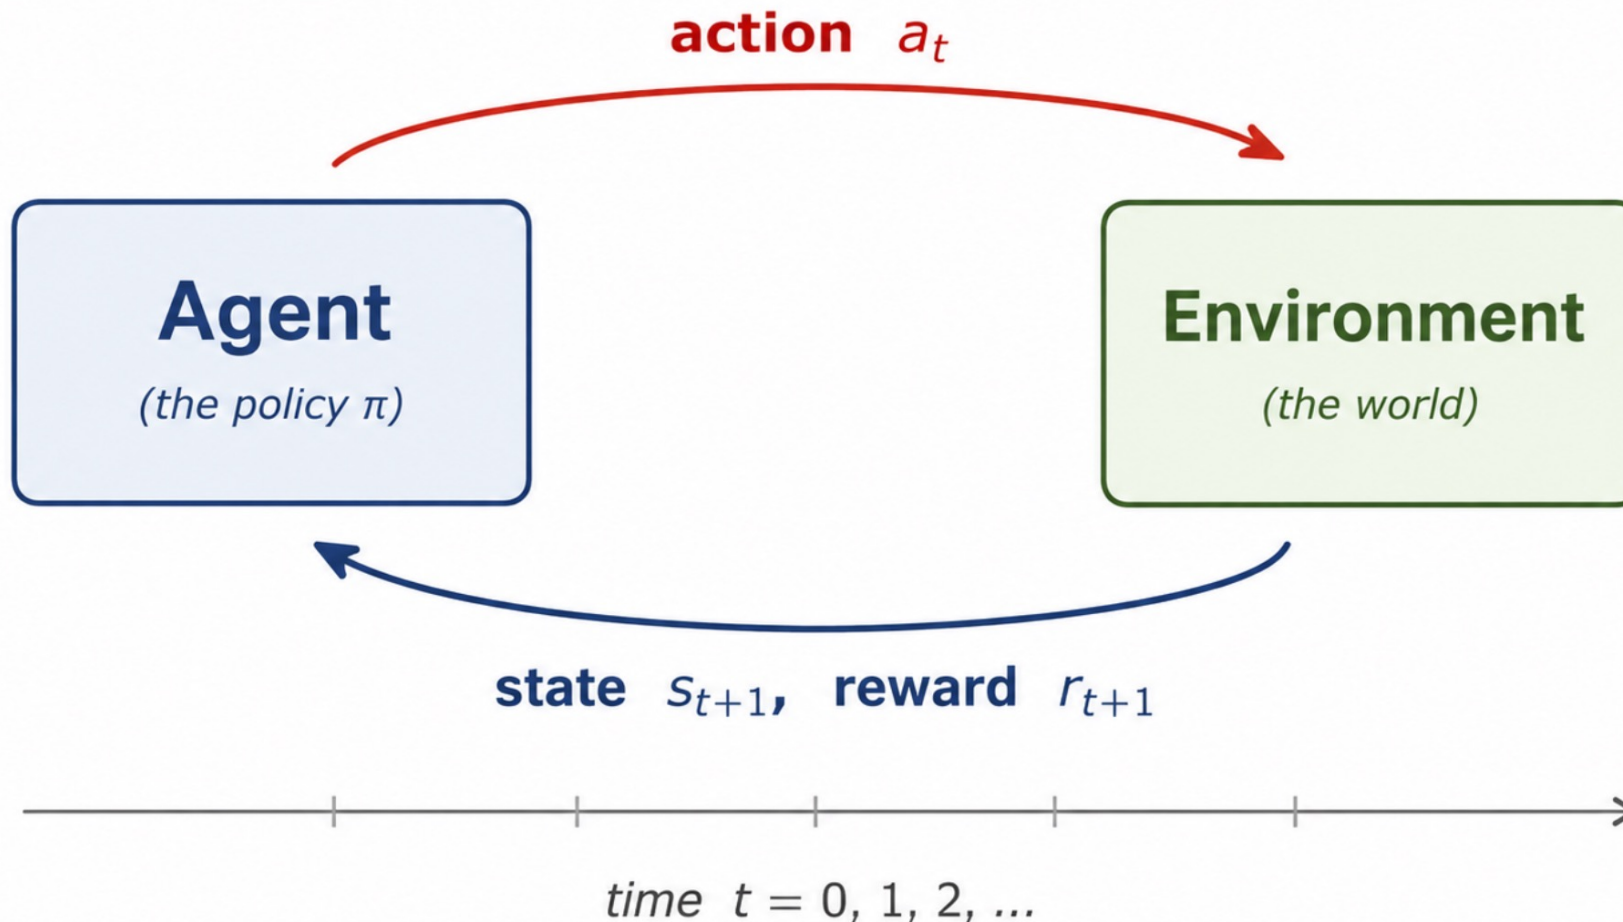 action a_t
Agent
(the policy π)
Environment
(the world)
state s_{t+1}, reward r_{t+1}
time t = 0, 1, 2, ...